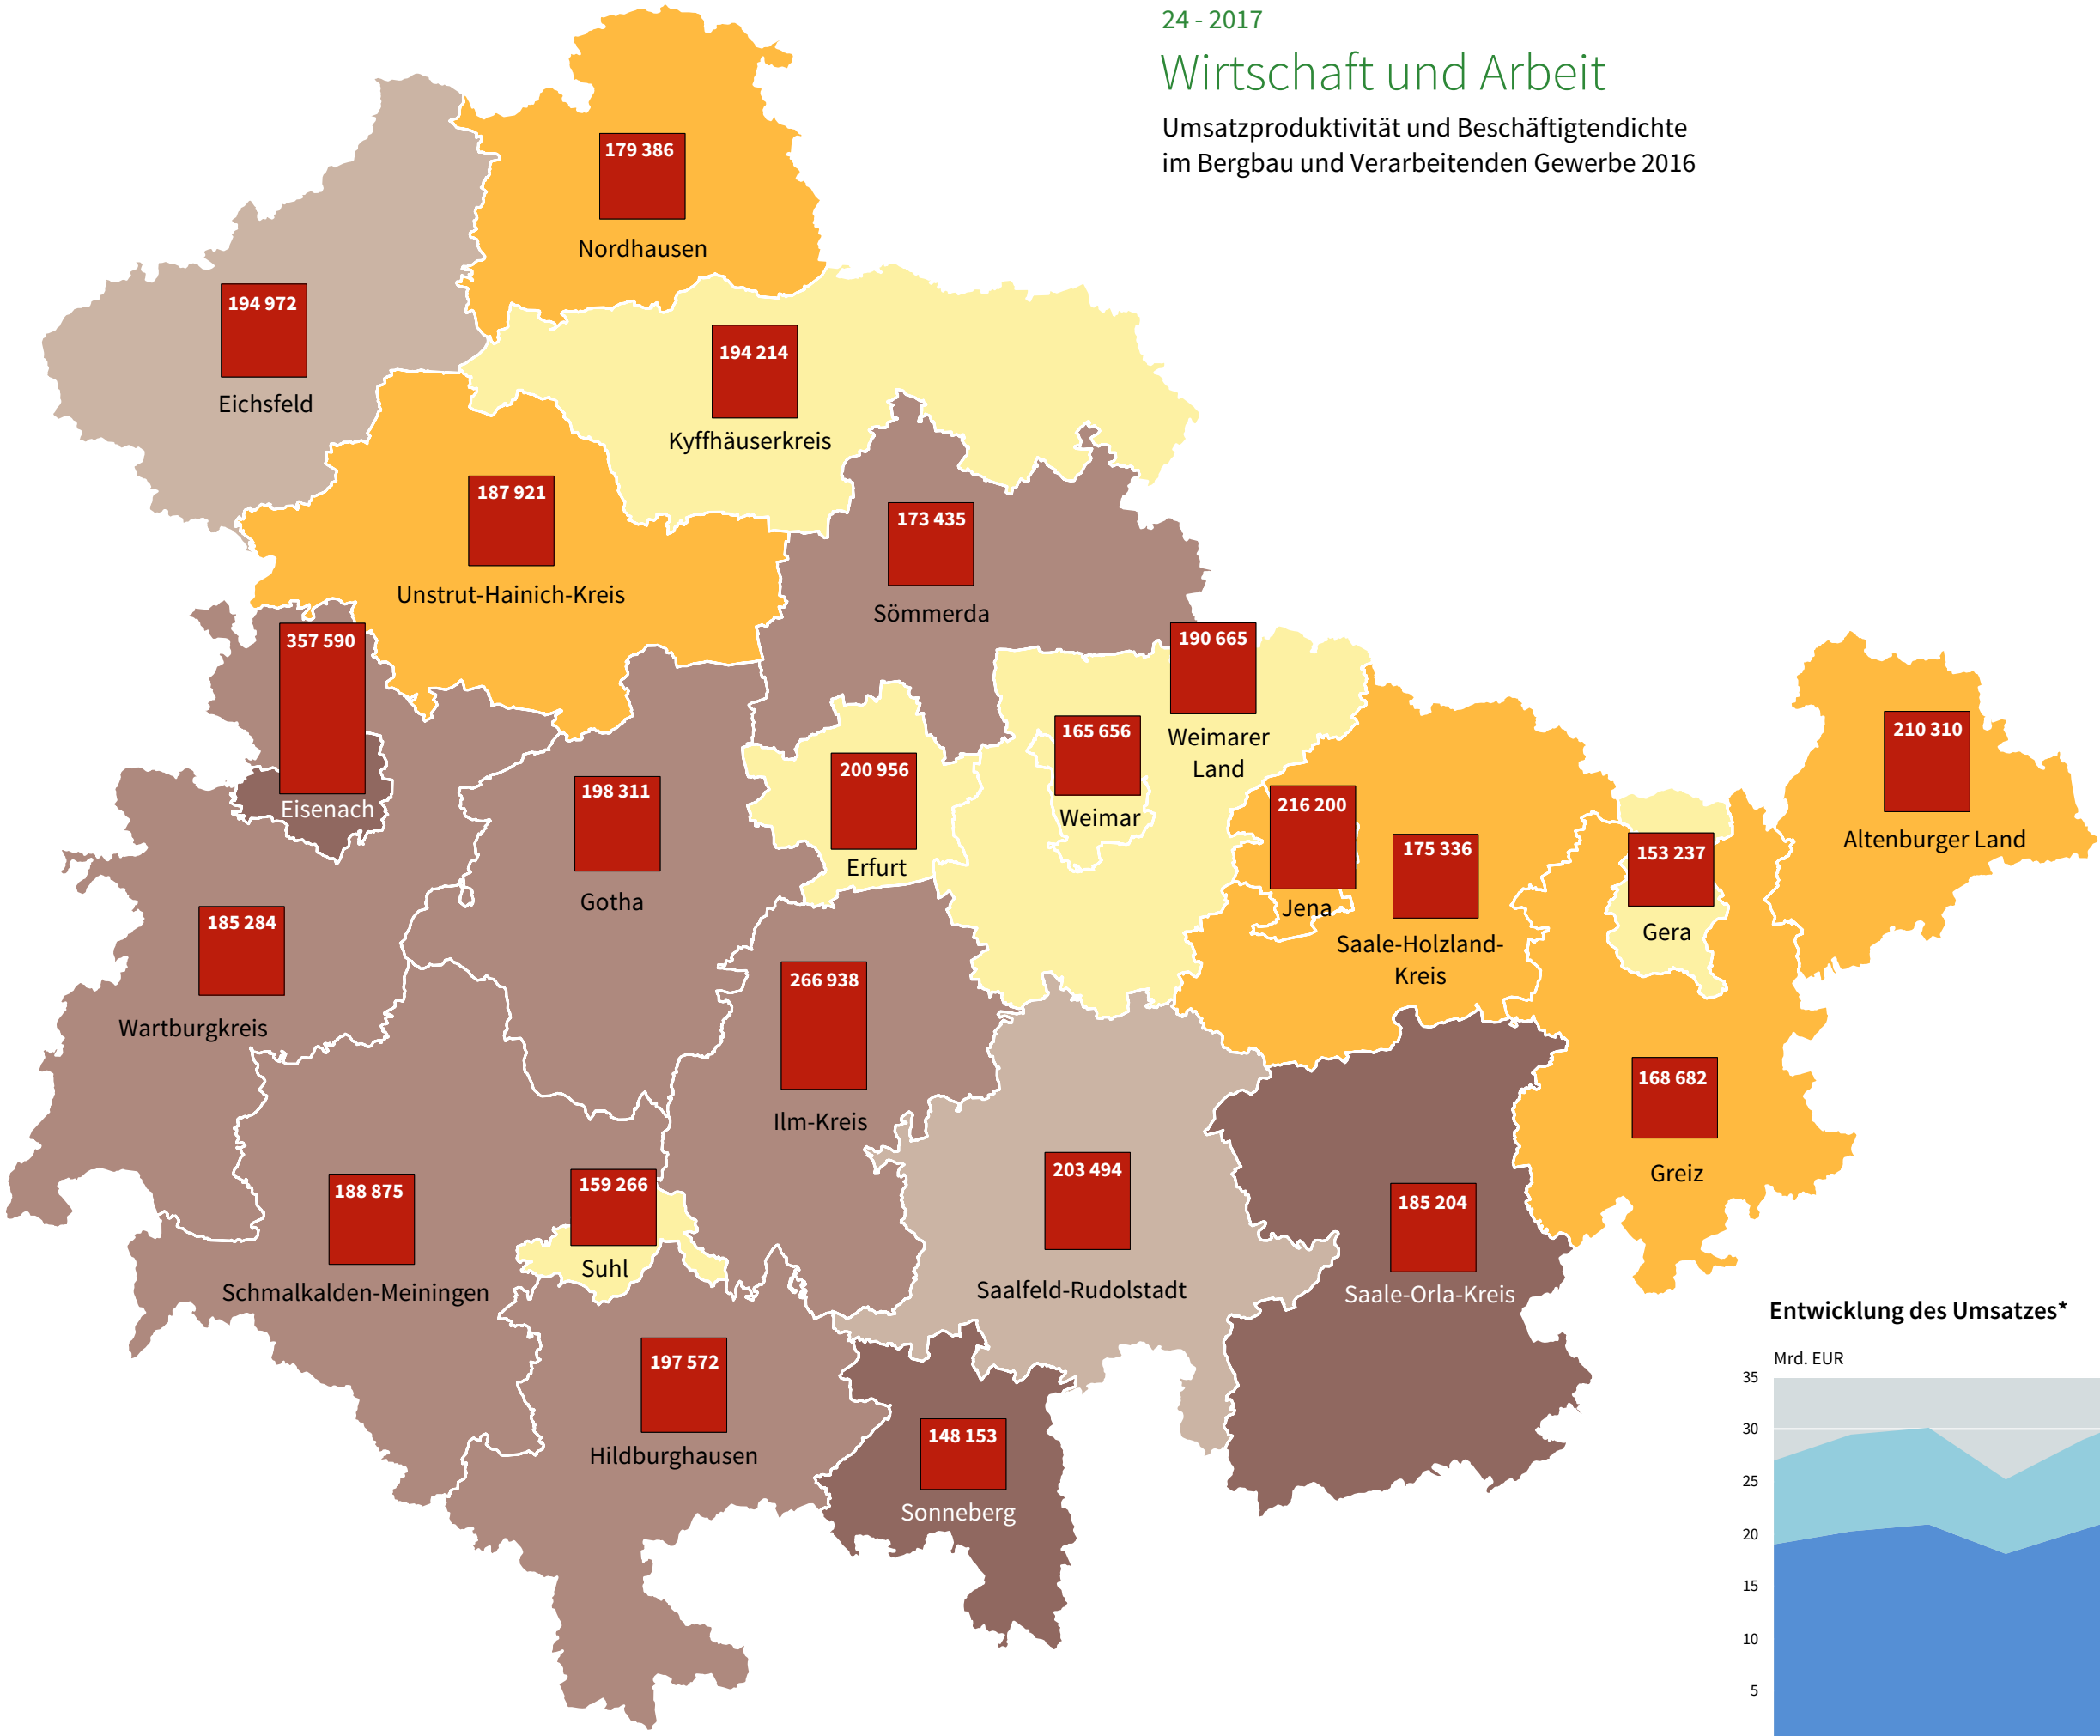 24 - 2017
Wirtschaft und Arbeit
Umsatzproduktivität und Beschäftigtendichte
im Bergbau und Verarbeitenden Gewerbe 2016
179 386
Nordhausen
194 972
Eichsfeld
194 214
Kyffhäuserkreis
187 921
Unstrut-Hainich-Kreis
173 435
Sömmerda
357 590
Eisenach
190 665
Weimarer
Land
165 656
Weimar
200 956
Erfurt
198 311
Gotha
216 200
Jena
175 336
Saale-Holzland-
Kreis
153 237
Gera
210 310
Altenburger Land
185 284
Wartburgkreis
266 938
Ilm-Kreis
168 682
Greiz
188 875
Schmalkalden-Meiningen
159 266
Suhl
203 494
Saalfeld-Rudolstadt
185 204
Saale-Orla-Kreis
197 572
Hildburghausen
148 153
Sonneberg
Entwicklung des Umsatzes*
Mrd. EUR
35
30
25
20
15
10
5